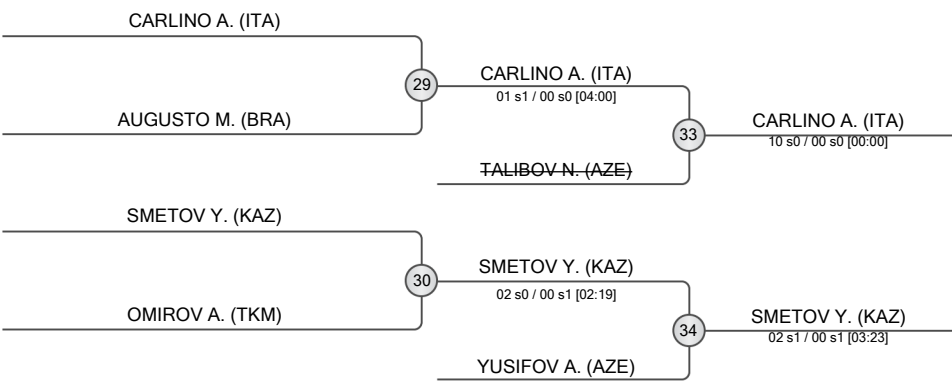 CARLINO A. (ITA)
29
CARLINO A. (ITA)
01 s1 / 00 s0 [04:00]
AUGUSTO M. (BRA)
33
CARLINO A. (ITA)
10 s0 / 00 s0 [00:00]
TALIBOV N. (AZE)
SMETOV Y. (KAZ)
30
SMETOV Y. (KAZ)
02 s0 / 00 s1 [02:19]
OMIROV A. (TKM)
34
SMETOV Y. (KAZ)
02 s1 / 00 s1 [03:23]
YUSIFOV A. (AZE)